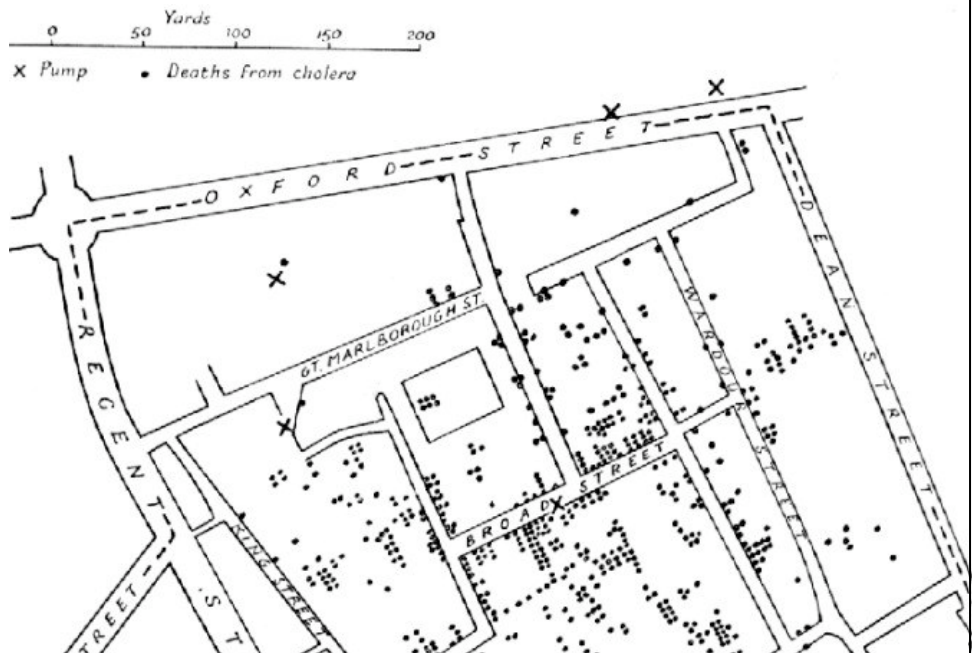 Yards
0 50 100 150 200
× Pump • Deaths from cholera
OXFORD STREET
DEAN STREET
REGENT ST
GT. MARLBOROUGH ST.
WARDOUR STREET
BROAD STREET
KING STREET
TREET